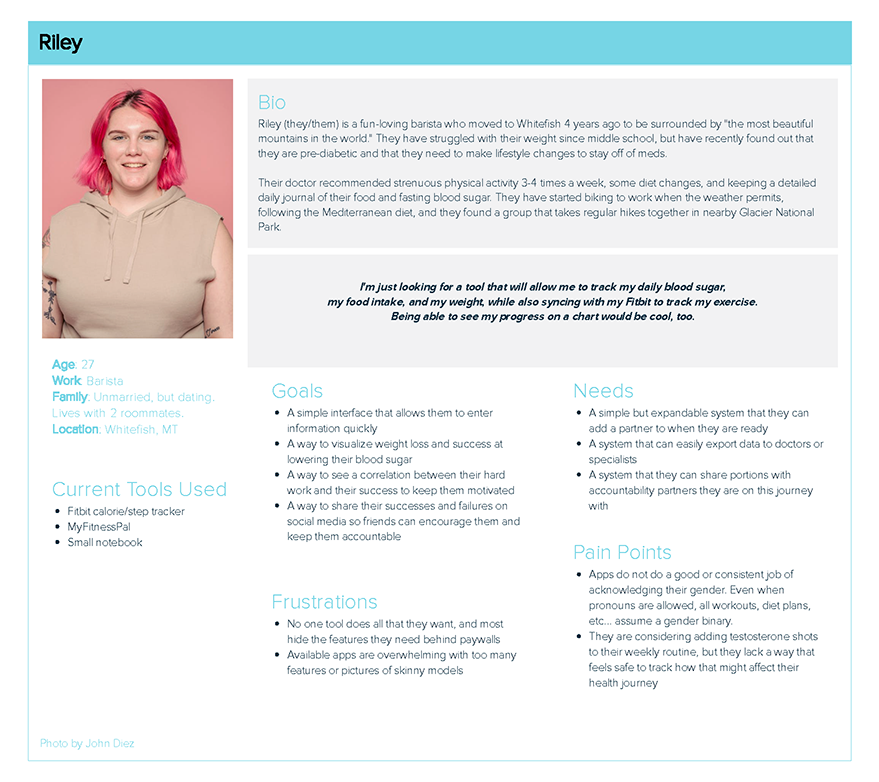 Riley
Bio
Riley (they/them) is a fun-loving barista who moved to Whitefish 4 years ago to be surrounded by "the most beautiful
mountains in the world." They have struggled with their weight since middle school, but have recently found out that
they are pre-diabetic and that they need to make lifestyle changes to stay off of meds.
Their doctor recommended strenuous physical activity 3-4 times a week, some diet changes, and keeping a detailed
daily journal of their food and fasting blood sugar. They have started biking to work when the weather permits,
following the Mediterranean diet, and they found a group that takes regular hikes together in nearby Glacier National
Park.
I'm just looking for a tool that will allow me to track my daily blood sugar,
my food intake, and my weight, while also syncing with my Fitbit to track my exercise.
Being able to see my progress on a chart would be cool, too.
Age: 27
Work: Barista
Family: Unmarried, but dating.
Lives with 2 roommates.
Location: Whitefish, MT
Current Tools Used
• Fitbit calorie/step tracker
• MyFitnessPal
• Small notebook
Goals
• A simple interface that allows them to enter
information quickly
• A way to visualize weight loss and success at
lowering their blood sugar
• A way to see a correlation between their hard
work and their success to keep them motivated
• A way to share their successes and failures on
social media so friends can encourage them and
keep them accountable
Frustrations
• No one tool does all that they want, and most
hide the features they need behind paywalls
• Available apps are overwhelming with too many
features or pictures of skinny models
Needs
• A simple but expandable system that they can
add a partner to when they are ready
• A system that can easily export data to doctors or
specialists
• A system that they can share portions with
accountability partners they are on this journey
with
Pain Points
• Apps do not do a good or consistent job of
acknowledging their gender. Even when
pronouns are allowed, all workouts, diet plans,
etc... assume a gender binary.
• They are considering adding testosterone shots
to their weekly routine, but they lack a way that
feels safe to track how that might affect their
health journey
Photo by John Diez